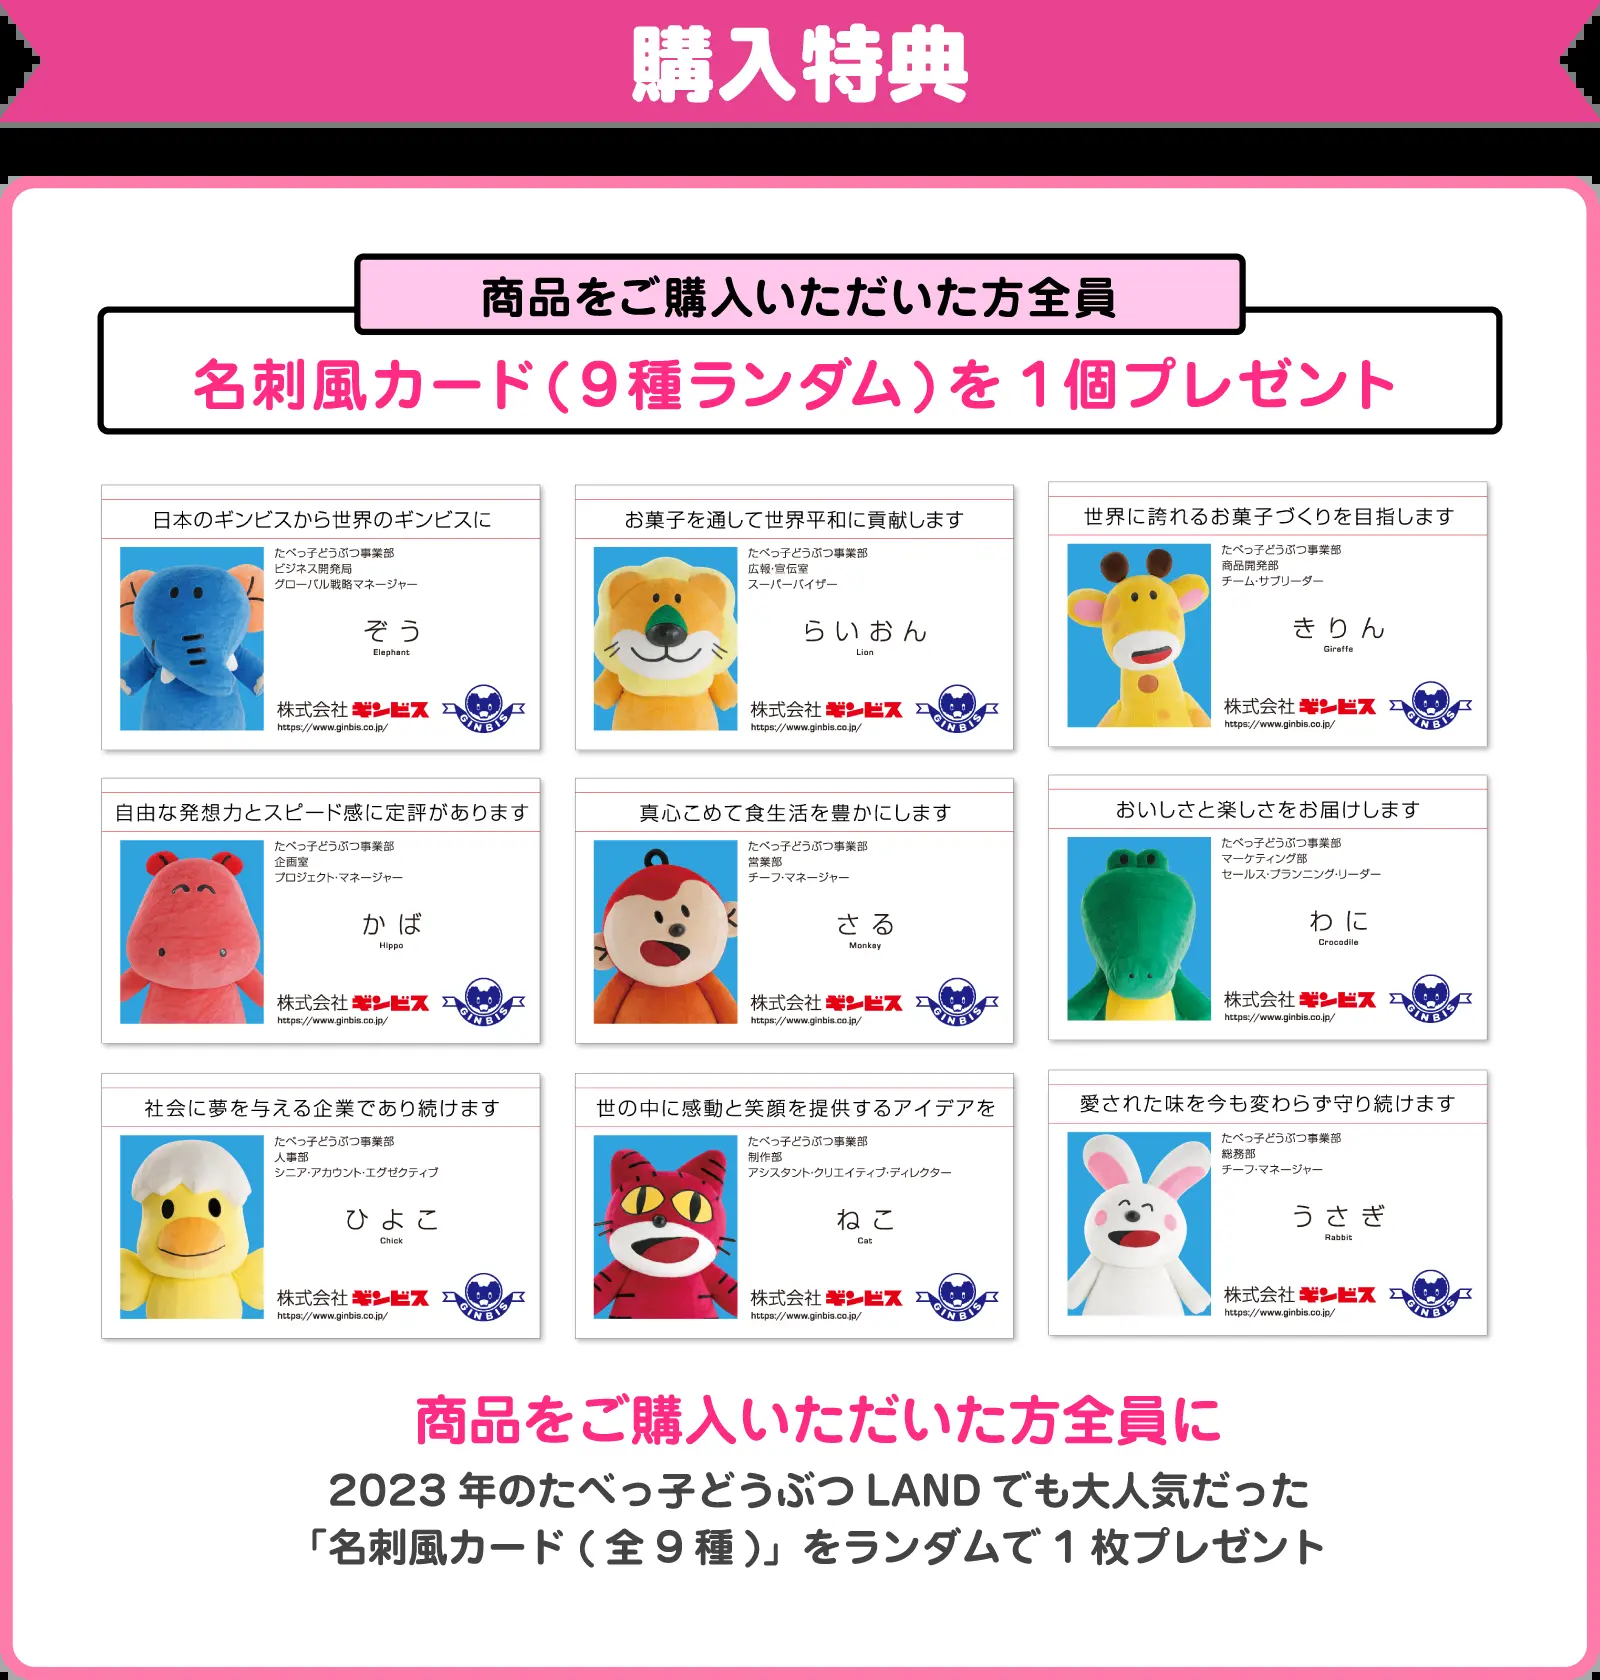 購入特典
商品をご購入いただいた方全員
名刺風カード(9種ランダム)を1個プレゼント
日本のギンビスから世界のギンビスに
たべっ子どうぶつ事業部
ビジネス開発局
グローバル戦略マネージャー
ぞう
Elephant
株式会社ギンビス
https://www.ginbis.co.jp/
GINBIS
お菓子を通して世界平和に貢献します
たべっ子どうぶつ事業部
広報・宣伝室
スーパーバイザー
らいおん
Lion
株式会社ギンビス
https://www.ginbis.co.jp/
GINBIS
世界に誇れるお菓子づくりを目指します
たべっ子どうぶつ事業部
商品開発部
チーム・サブリーダー
きりん
Giraffe
株式会社ギンビス
https://www.ginbis.co.jp/
GINBIS
自由な発想力とスピード感に定評があります
たべっ子どうぶつ事業部
企画室
プロジェクト・マネージャー
かば
Hippo
株式会社ギンビス
https://www.ginbis.co.jp/
GINBIS
真心こめて食生活を豊かにします
たべっ子どうぶつ事業部
営業部
チーフ・マネージャー
さる
Monkey
株式会社ギンビス
https://www.ginbis.co.jp/
GINBIS
おいしさと楽しさをお届けします
たべっ子どうぶつ事業部
マーケティング部
セールス・プランニング・リーダー
わに
Crocodile
株式会社ギンビス
https://www.ginbis.co.jp/
GINBIS
社会に夢を与える企業であり続けます
たべっ子どうぶつ事業部
人事部
シニア・アカウント・エグゼクティブ
ひよこ
Chick
株式会社ギンビス
https://www.ginbis.co.jp/
GINBIS
世の中に感動と笑顔を提供するアイデアを
たべっ子どうぶつ事業部
制作部
アシスタント・クリエイティブ・ディレクター
ねこ
Cat
株式会社ギンビス
https://www.ginbis.co.jp/
GINBIS
愛された味を今も変わらず守り続けます
たべっ子どうぶつ事業部
総務部
チーフ・マネージャー
うさぎ
Rabbit
株式会社ギンビス
https://www.ginbis.co.jp/
GINBIS
商品をご購入いただいた方全員に
2023年のたべっ子どうぶつLANDでも大人気だった
「名刺風カード(全9種)」をランダムで1枚プレゼント